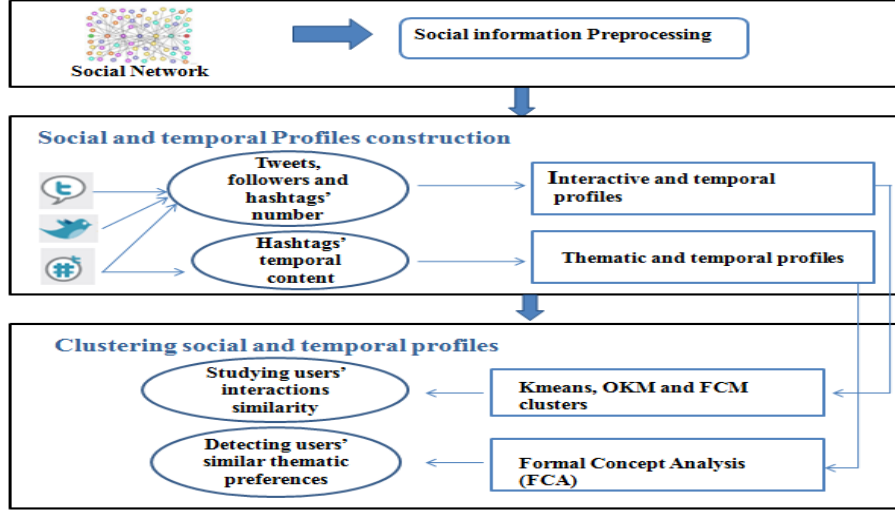 Social Network
Social information Preprocessing
Social and temporal Profiles construction
Tweets,
followers and
hashtags'
number
Interactive and temporal
profiles
Hashtags'
temporal
content
Thematic and temporal profiles
Clustering social and temporal profiles
Studying users'
interactions
similarity
Kmeans, OKM and FCM
clusters
Detecting users'
similar thematic
preferences
Formal Concept Analysis
(FCA)